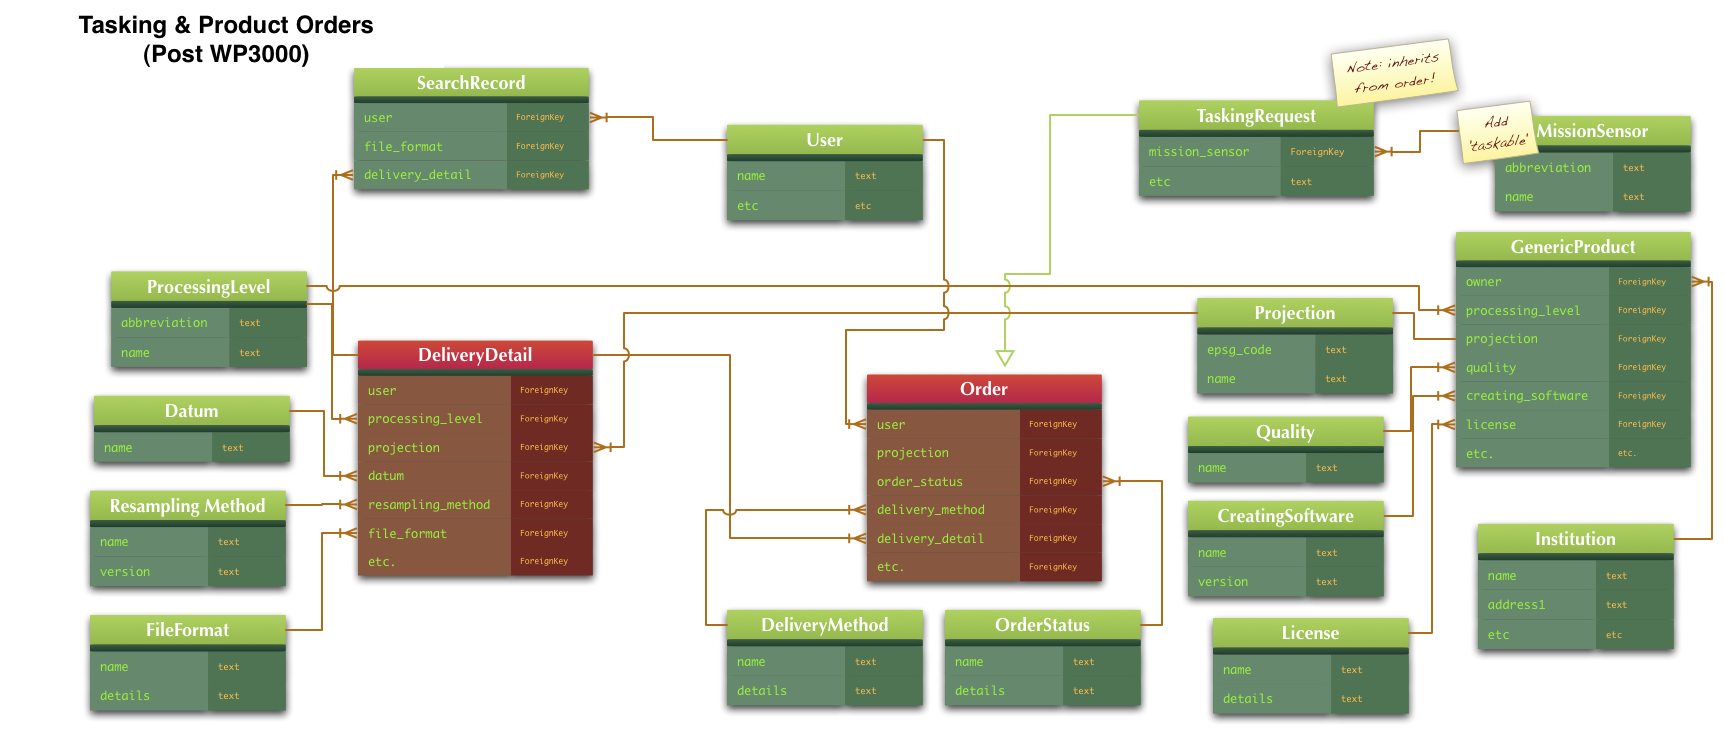 Tasking & Product Orders
(Post WP3000)
SearchRecord
user ForeignKey
file_format ForeignKey
delivery_detail ForeignKey
User
name text
etc etc
TaskingRequest
mission_sensor ForeignKey
etc text
Note: inherits
from order!
Add
'taskable'
MissionSensor
abbreviation text
name text
GenericProduct
owner ForeignKey
processing_level ForeignKey
projection ForeignKey
quality ForeignKey
creating_software ForeignKey
license ForeignKey
etc. etc.
ProcessingLevel
abbreviation text
name text
Projection
epsg_code text
name text
DeliveryDetail
user ForeignKey
processing_level ForeignKey
projection ForeignKey
datum ForeignKey
resampling_method ForeignKey
file_format ForeignKey
etc. ForeignKey
Order
user ForeignKey
projection ForeignKey
order_status ForeignKey
delivery_method ForeignKey
delivery_detail ForeignKey
etc. ForeignKey
Datum
name text
Quality
name text
Resampling Method
name text
version text
CreatingSoftware
name text
version text
Institution
name text
address1 text
etc etc
FileFormat
name text
details text
DeliveryMethod
name text
details text
OrderStatus
name text
details text
License
name text
details text